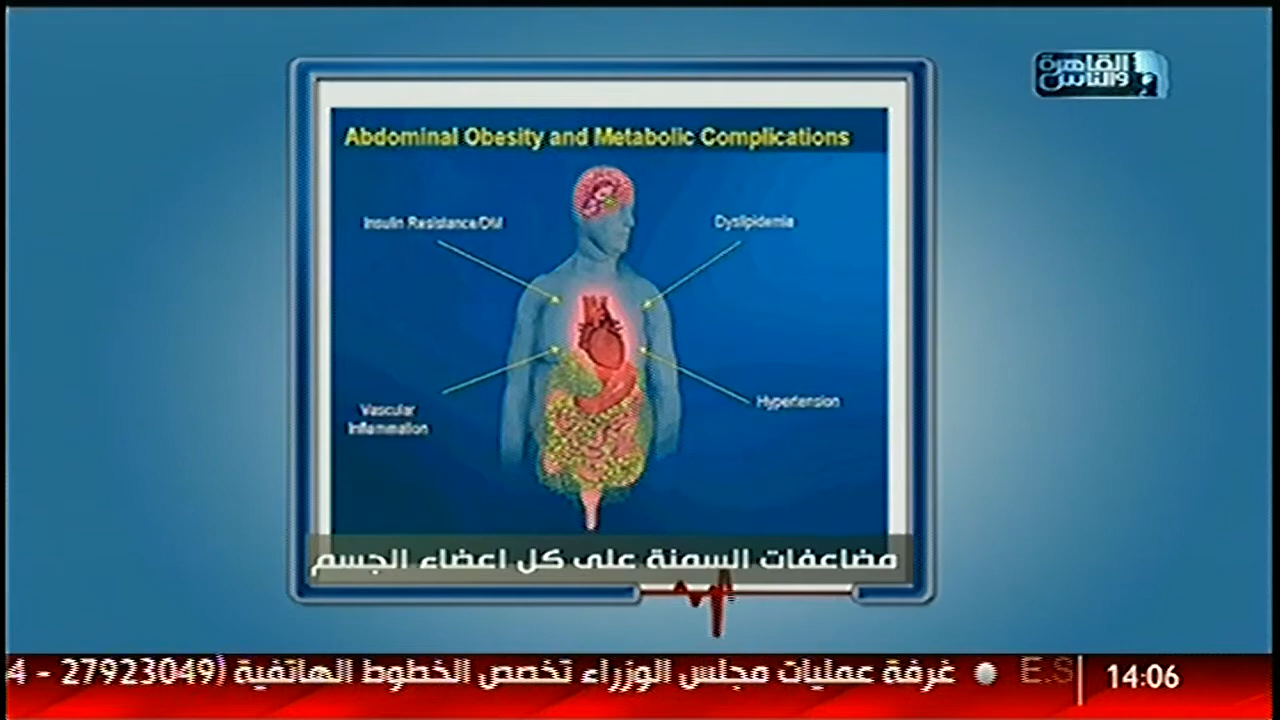 القاهرة
والناس
Abdominal Obesity and Metabolic Complications
Insulin Resistance/DM
Dyslipidemia
Vascular
Inflammation
Hypertension
مضاعفات السمنة على كل اعضاء الجسم
غرفة عمليات مجلس الوزراء تخصص الخطوط الهاتفية (27923049 - 4
E.S
14:06